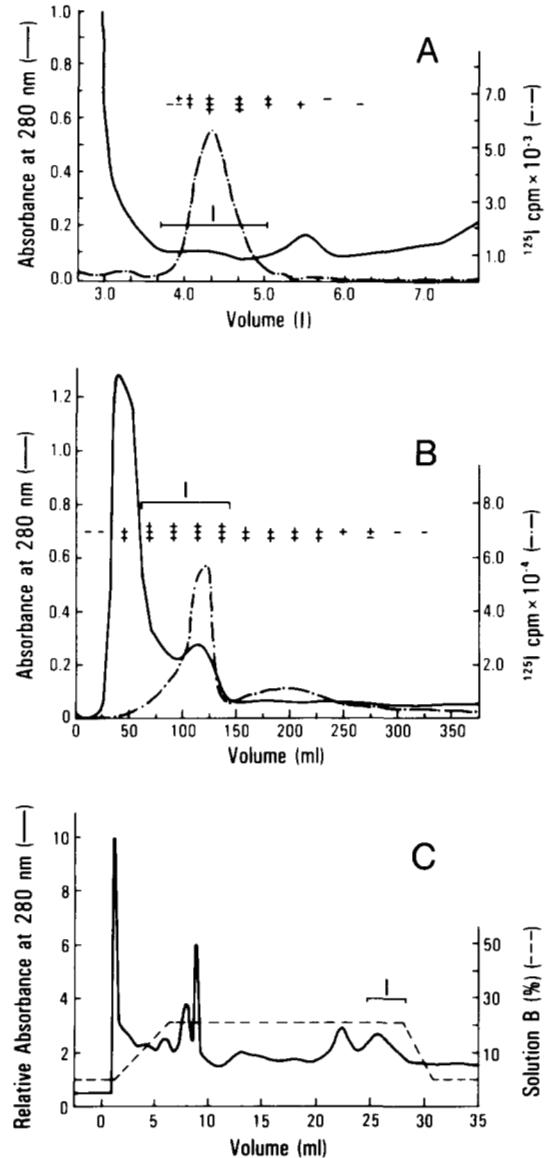 A
Absorbance at 280 nm (—)
1.0
0.8
0.6
0.4
0.2
0.0
I
7.0
5.0
3.0
1.0
¹²⁵I cpm × 10⁻³ (—·—)
3.0 4.0 5.0 6.0 7.0
Volume (l)
B
Absorbance at 280 nm (—)
1.2
1.0
0.8
0.6
0.4
0.2
0
I
8.0
6.0
4.0
2.0
¹²⁵I cpm × 10⁻⁴ (—·—)
0 50 100 150 200 250 300 350
Volume (ml)
C
Relative Absorbance at 280 nm (—)
10
8
6
4
2
0
I
50
30
10
Solution B (%) (---)
0 5 10 15 20 25 30 35
Volume (ml)